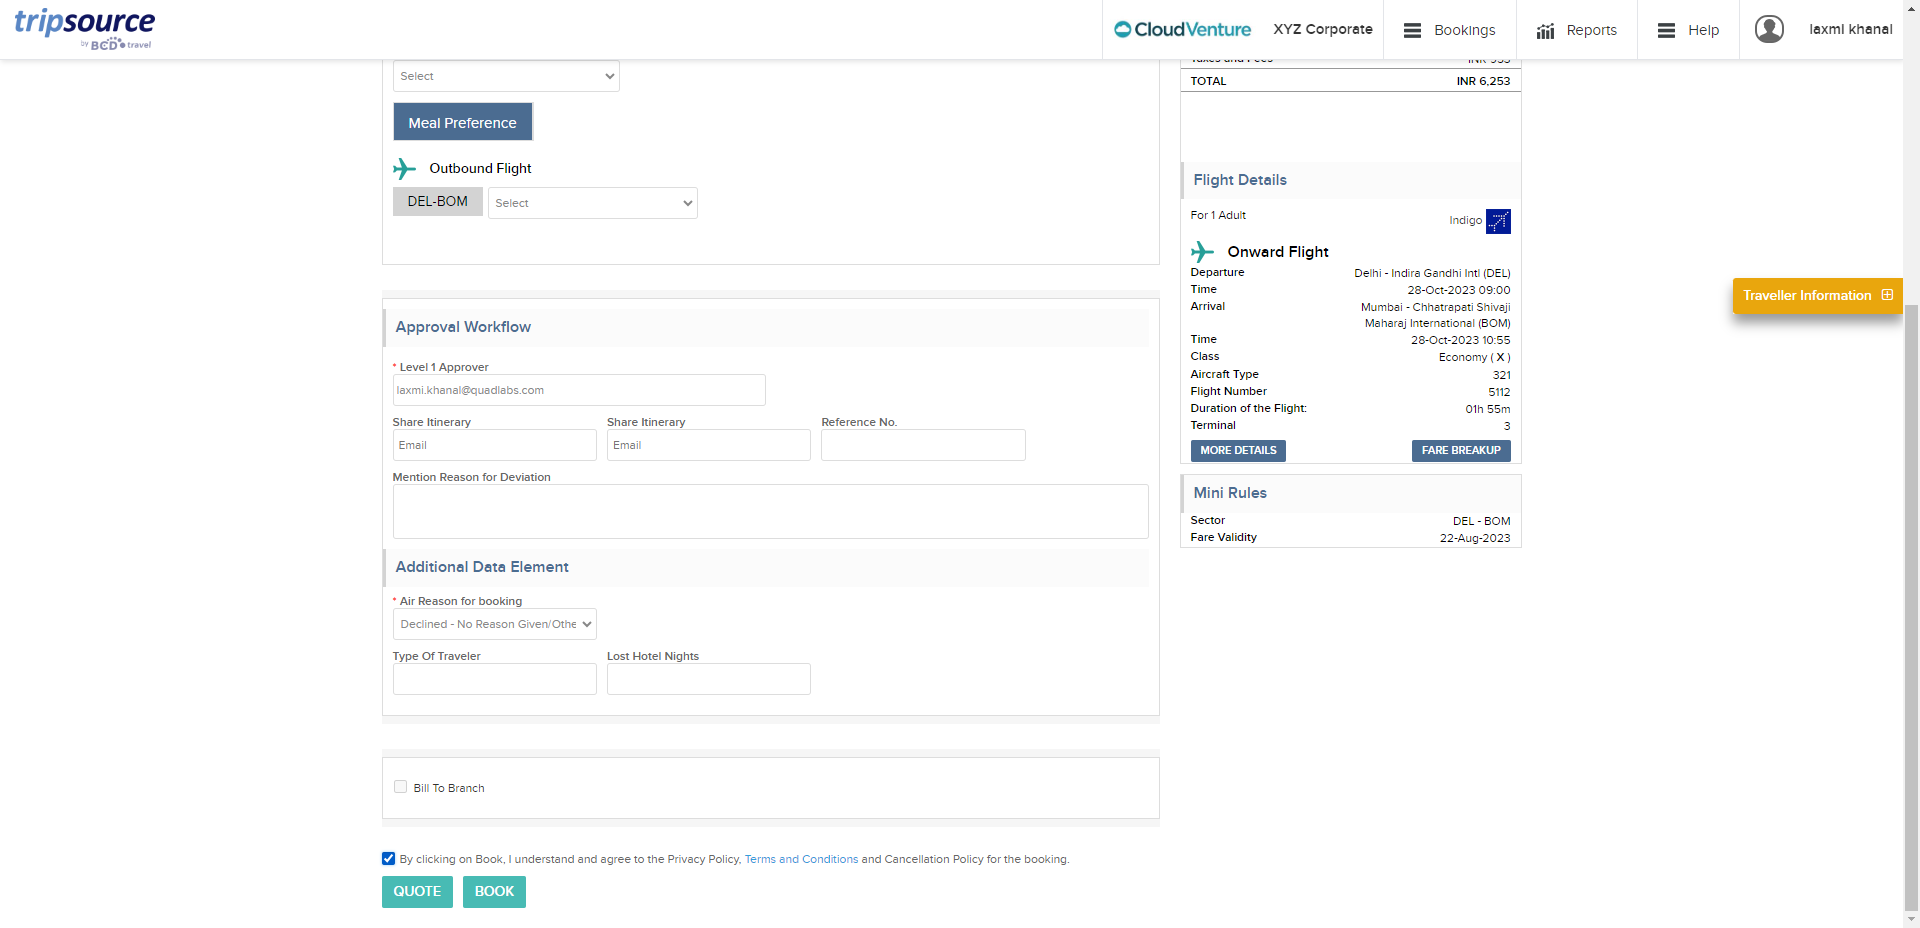 tripsource
by BCD travel
CloudVenture
XYZ Corporate
Bookings
Reports
Help
laxmi khanal
Select
Meal Preference
Outbound Flight
DEL-BOM
Select
Approval Workflow
* Level 1 Approver
laxmi.khanal@quadlabs.com
Share Itinerary
Share Itinerary
Reference No.
Email
Email
Mention Reason for Deviation
Additional Data Element
* Air Reason for booking
Declined - No Reason Given/Othe
Type Of Traveler
Lost Hotel Nights
Bill To Branch
By clicking on Book, I understand and agree to the Privacy Policy, Terms and Conditions and Cancellation Policy for the booking.
QUOTE
BOOK
Taxes and Fees INR 953
TOTAL INR 6,253
Flight Details
For 1 Adult
Indigo
Onward Flight
Departure Delhi - Indira Gandhi Intl (DEL)
Time 28-Oct-2023 09:00
Arrival Mumbai - Chhatrapati Shivaji
Maharaj International (BOM)
Time 28-Oct-2023 10:55
Class Economy ( X )
Aircraft Type 321
Flight Number 5112
Duration of the Flight: 01h 55m
Terminal 3
MORE DETAILS
FARE BREAKUP
Mini Rules
Sector DEL - BOM
Fare Validity 22-Aug-2023
Traveller Information